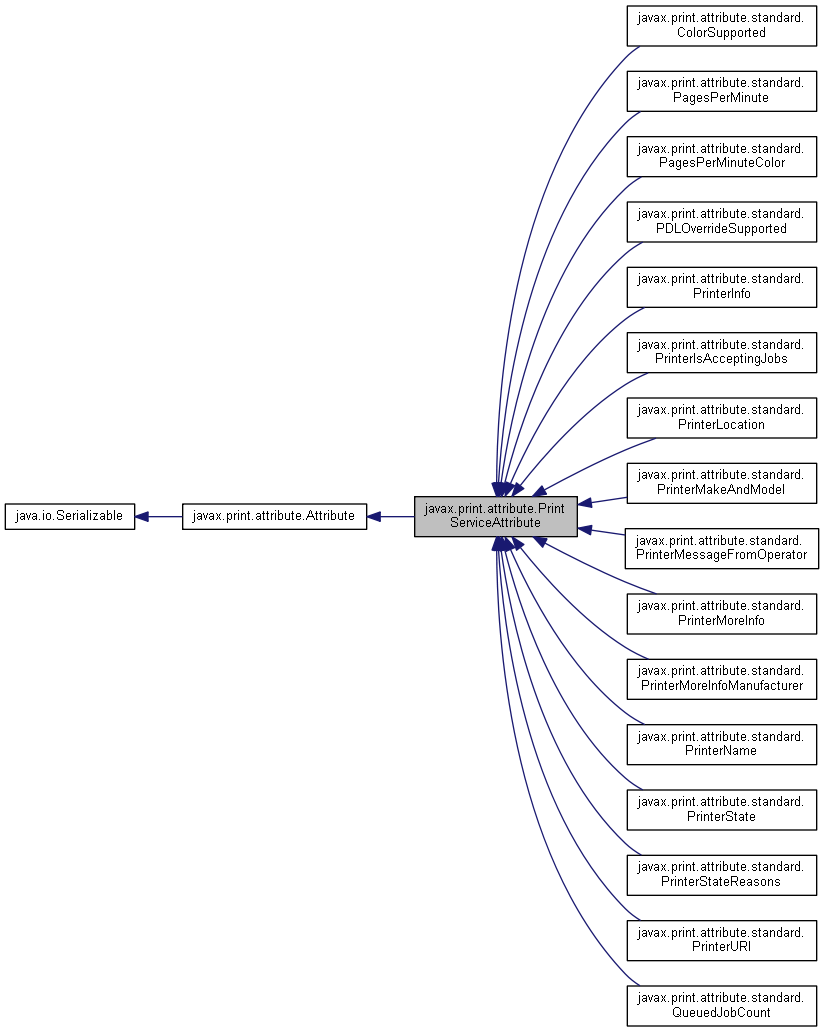 javax.print.attribute.standard.
ColorSupported
javax.print.attribute.standard.
PagesPerMinute
javax.print.attribute.standard.
PagesPerMinuteColor
javax.print.attribute.standard.
PDLOverrideSupported
javax.print.attribute.standard.
PrinterInfo
javax.print.attribute.standard.
PrinterIsAcceptingJobs
javax.print.attribute.standard.
PrinterLocation
javax.print.attribute.standard.
PrinterMakeAndModel
java.io.Serializable
javax.print.attribute.Attribute
javax.print.attribute.Print
ServiceAttribute
javax.print.attribute.standard.
PrinterMessageFromOperator
javax.print.attribute.standard.
PrinterMoreInfo
javax.print.attribute.standard.
PrinterMoreInfoManufacturer
javax.print.attribute.standard.
PrinterName
javax.print.attribute.standard.
PrinterState
javax.print.attribute.standard.
PrinterStateReasons
javax.print.attribute.standard.
PrinterURI
javax.print.attribute.standard.
QueuedJobCount